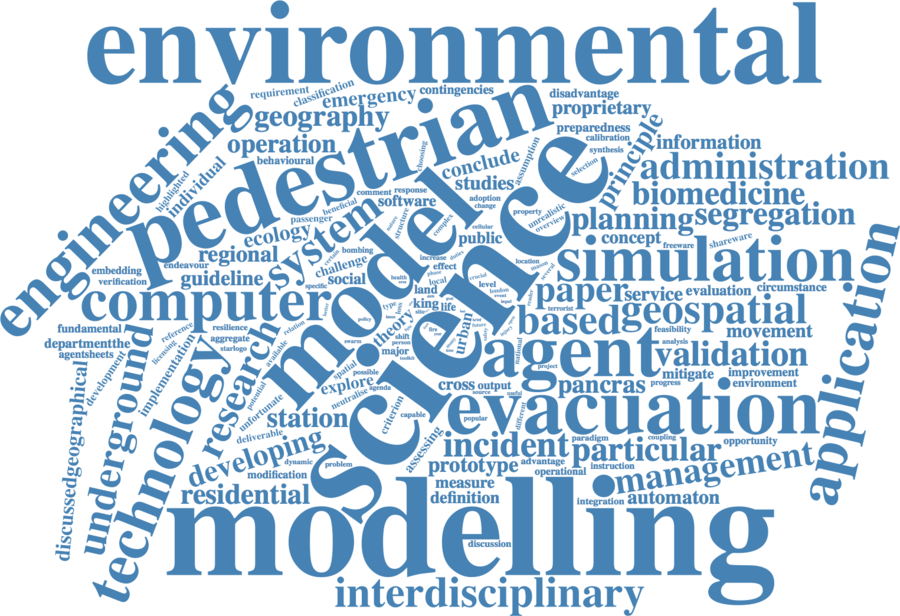 environmental
requirement
classification
emergency
contingencies
disadvantage
proprietary
engineering
geography
pedestrian
preparedness
calibration
synthesis
principle
information
operation
behavioural
highlighted
individual
choosing
conclude
assumption
selection
administration
science
model
comment
response
software
studies
adoption
change
biomedicine
planning
segregation
property
unrealistic
overview
beneficial
passenger
structure
complex
cellular
ecology
system
public
concept
freeware
shareware
regional
bombing
challenge
increase
effect
location
simulation
embedding
endeavour
verification
guideline
social
specific
health
local
crucial
level
land
paper
service
evaluation
circumstance
computer
king
life
london
event
input
terrorist
based
geospatial
fundamental
resilience
aggregate
starlogo
reference
licensing
relation
policy
theory
type
urban
feasibility
movement
departmentthe
agentsheets
development
implementation
available
research
swarm
shift
person
major
fire
agent
national
analysis
validation
application
discussedgeographical
underground
technology
potential
unfortunate
spatial
possible
explore
neutralise
agenda
toolkit
project
mitigate
improvement
cross
output
source
useful
pancras
progress
environment
station
criterion
capable
evacuation
popular
different
deliverable
developing
assessing
incident
paradigm
coupling
opportunity
particular
dynamic
problem
modification
prototype
advantage
operational
instruction
management
residential
measure
definition
integration
automaton
modelling
discussion
interdisciplinary